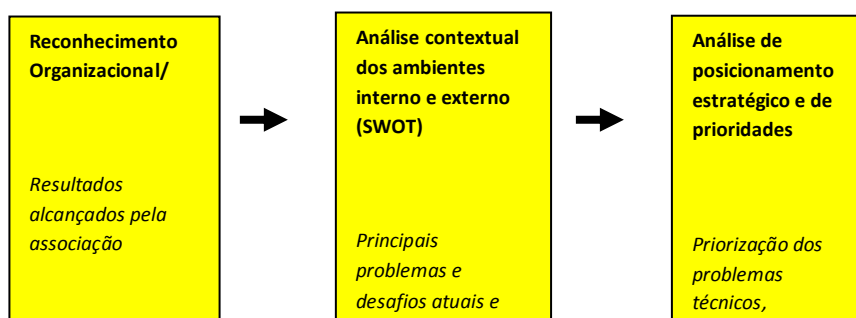 Reconhecimento
Organizacional/
Resultados
alcançados pela
associação
Análise contextual
dos ambientes
interno e externo
(SWOT)
Principais
problemas e
desafios atuais e
Análise de
posicionamento
estratégico e de
prioridades
Priorização dos
problemas
técnicos,